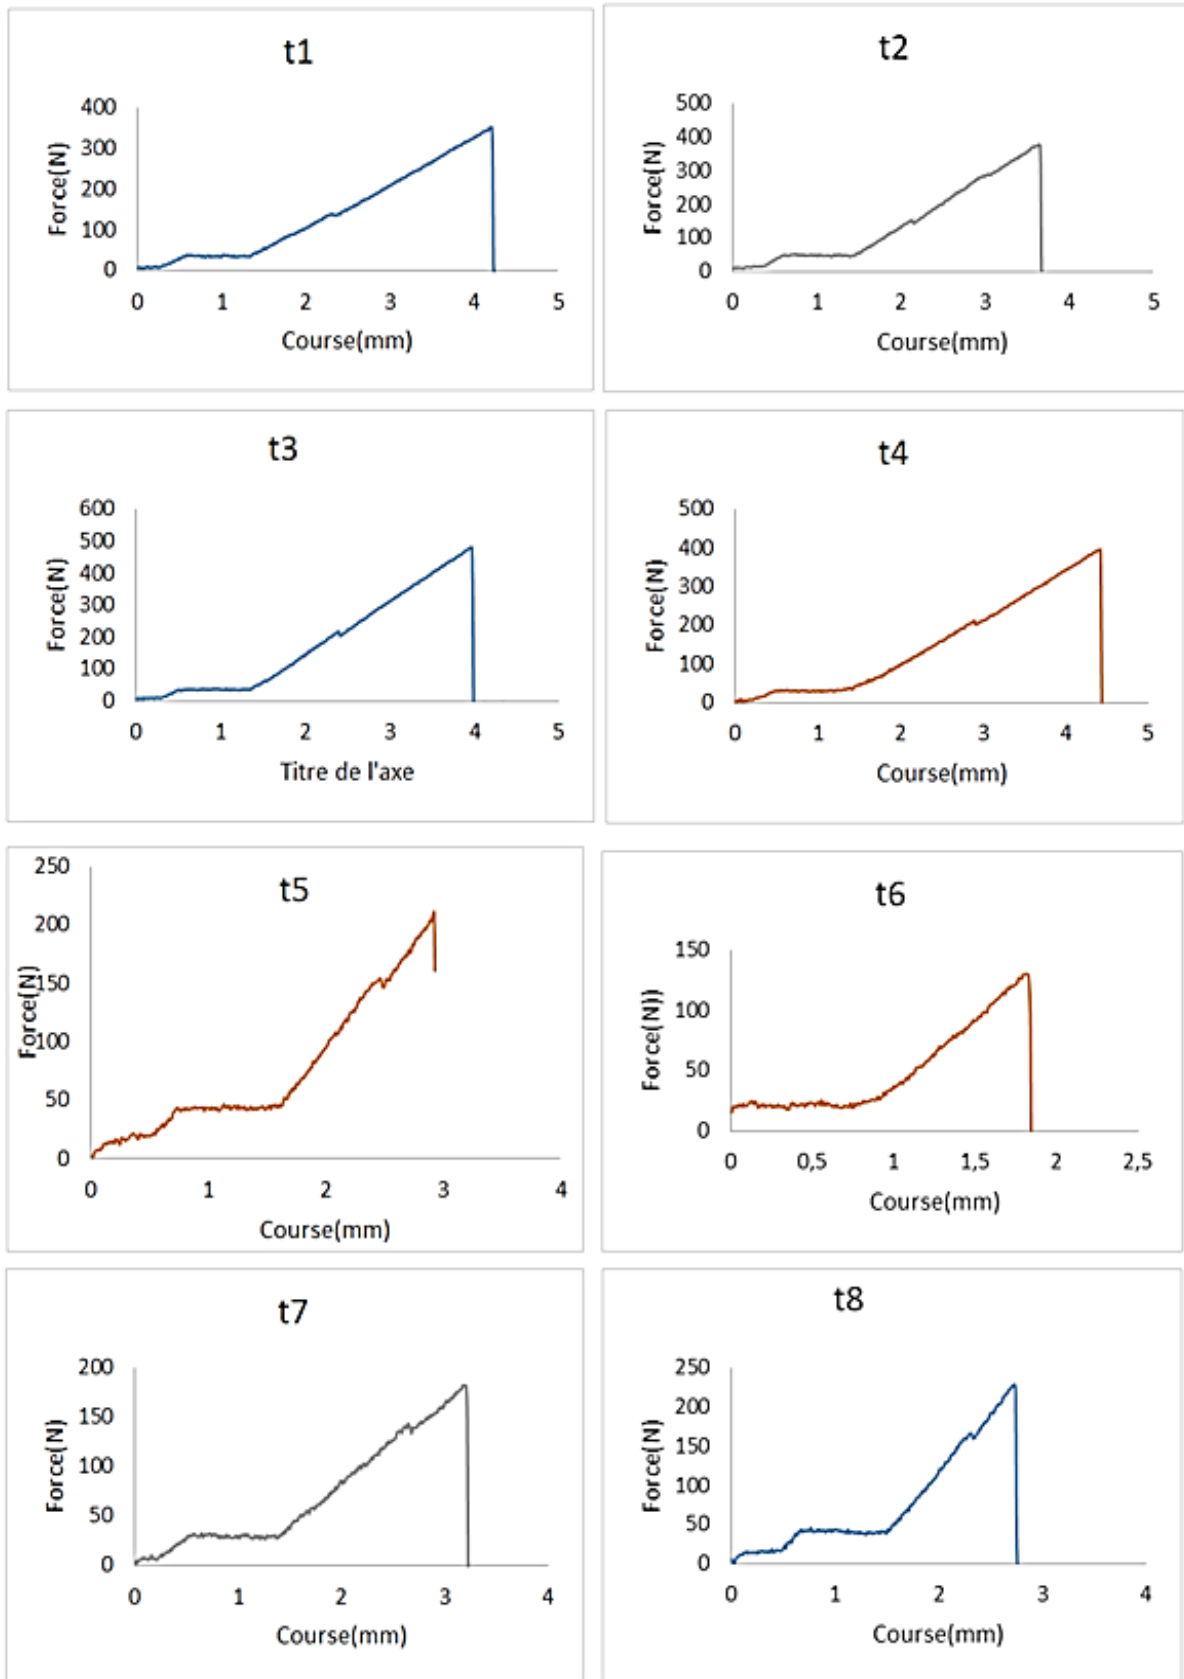 t1
400
300
200
100
0
Force(N)
0 1 2 3 4 5
Course(mm)
t2
500
400
300
200
100
0
Force(N)
0 1 2 3 4 5
Course(mm)
t3
600
500
400
300
200
100
0
Force(N)
0 1 2 3 4 5
Titre de l'axe
t4
500
400
300
200
100
0
Force(N)
0 1 2 3 4 5
Course(mm)
t5
250
200
150
100
50
0
Force(N)
0 1 2 3 4
Course(mm)
t6
150
100
50
0
Force(N))
0 0,5 1 1,5 2 2,5
Course(mm)
t7
200
150
100
50
0
Force(N)
0 1 2 3 4
Course(mm)
t8
250
200
150
100
50
0
Force(N)
0 1 2 3 4
Course(mm)